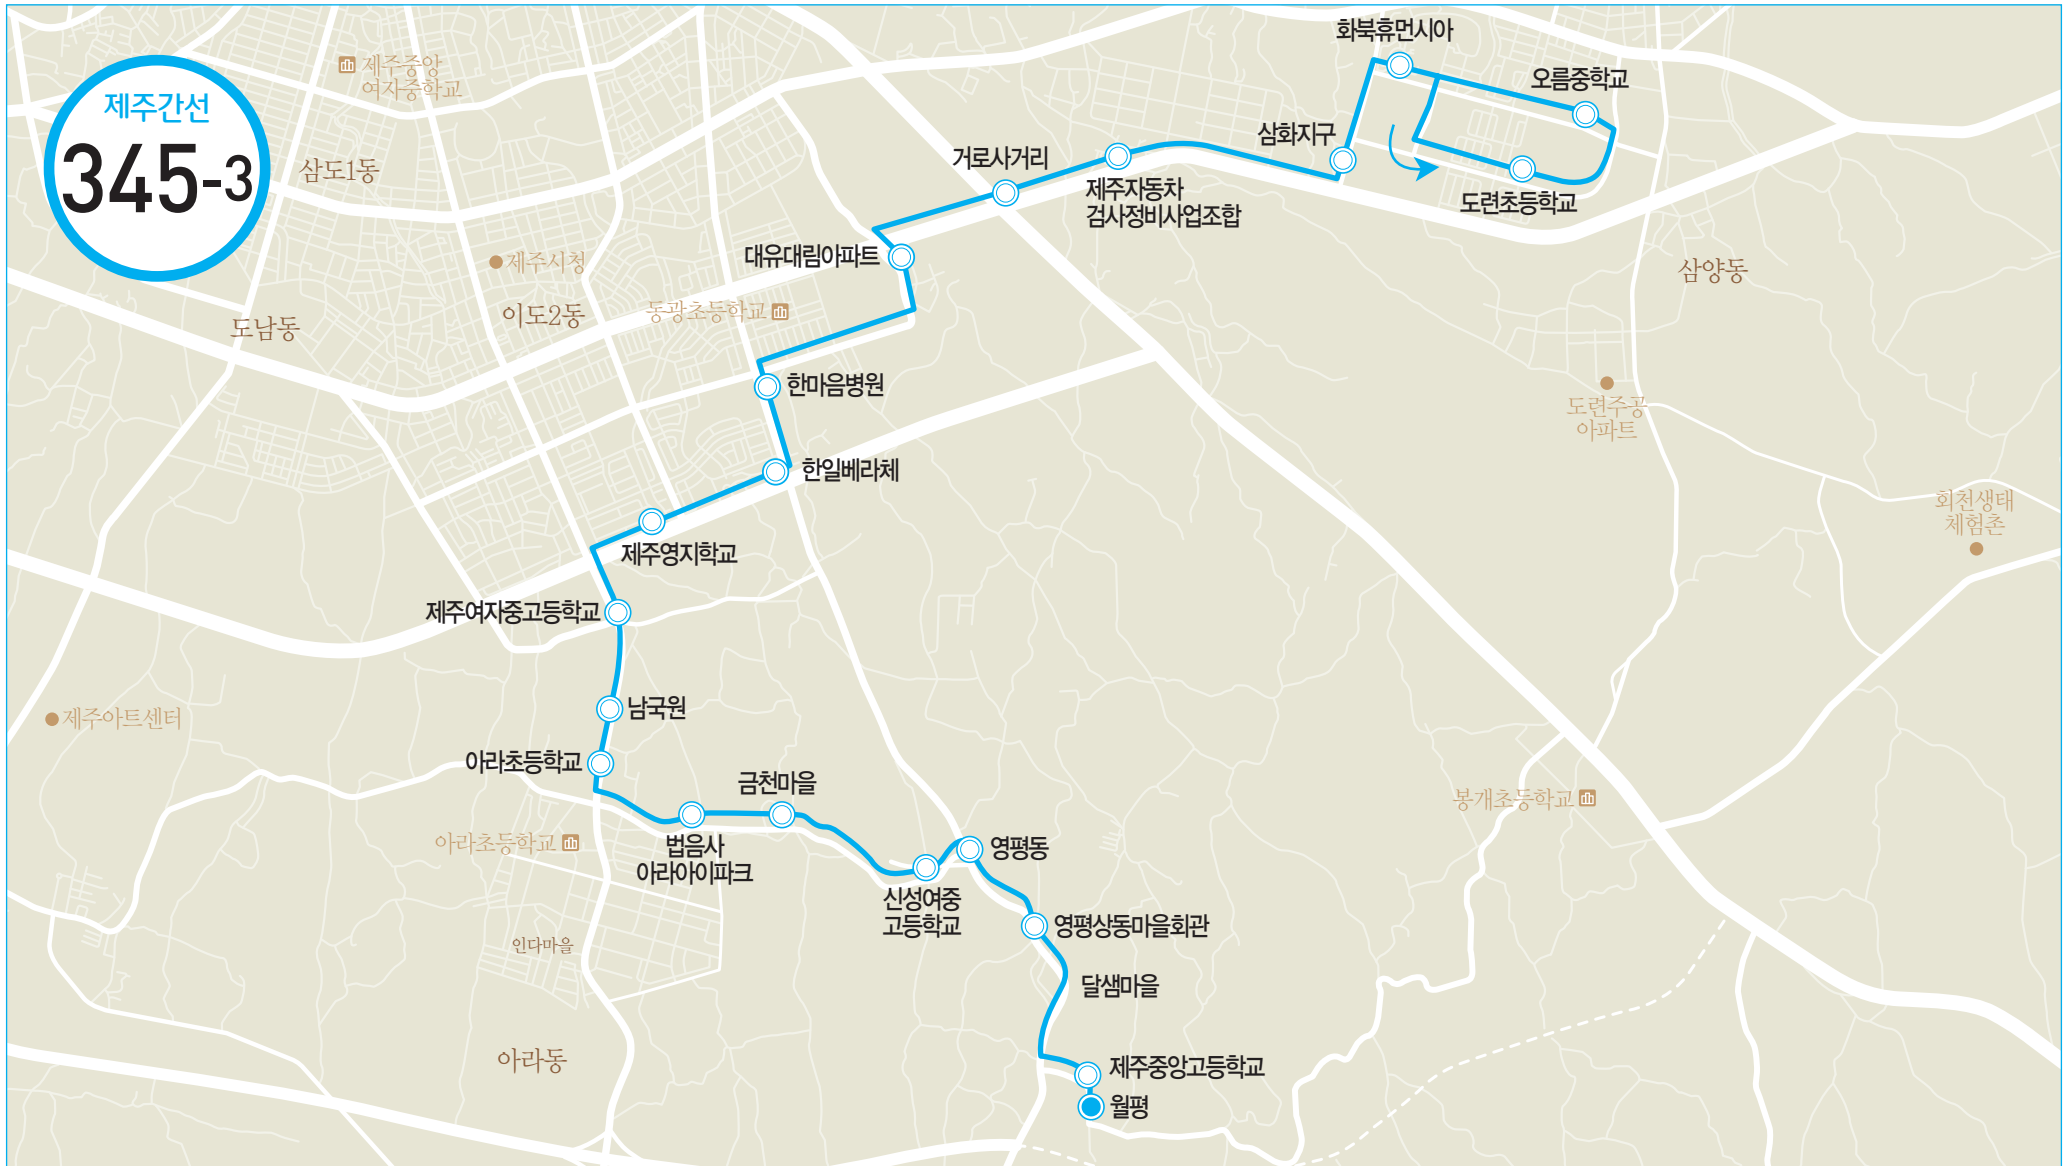 제주간선
345-3
제주중앙
여자중학교
삼도1동
제주시청
이도2동
도남동
동광초등학교
화북휴먼시아
오름중학교
삼화지구
도련초등학교
거로사거리
제주자동차
검사정비사업조합
대유대림아파트
삼양동
한마음병원
도련주공
아파트
한일베라체
회천생태
체험촌
제주영지학교
제주여자중고등학교
남국원
제주아트센터
아라초등학교
금천마을
봉개초등학교
아라초등학교
법음사
아라아이파크
영평동
신성여중
고등학교
영평상동마을회관
인다마을
달샘마을
아라동
제주중앙고등학교
월평